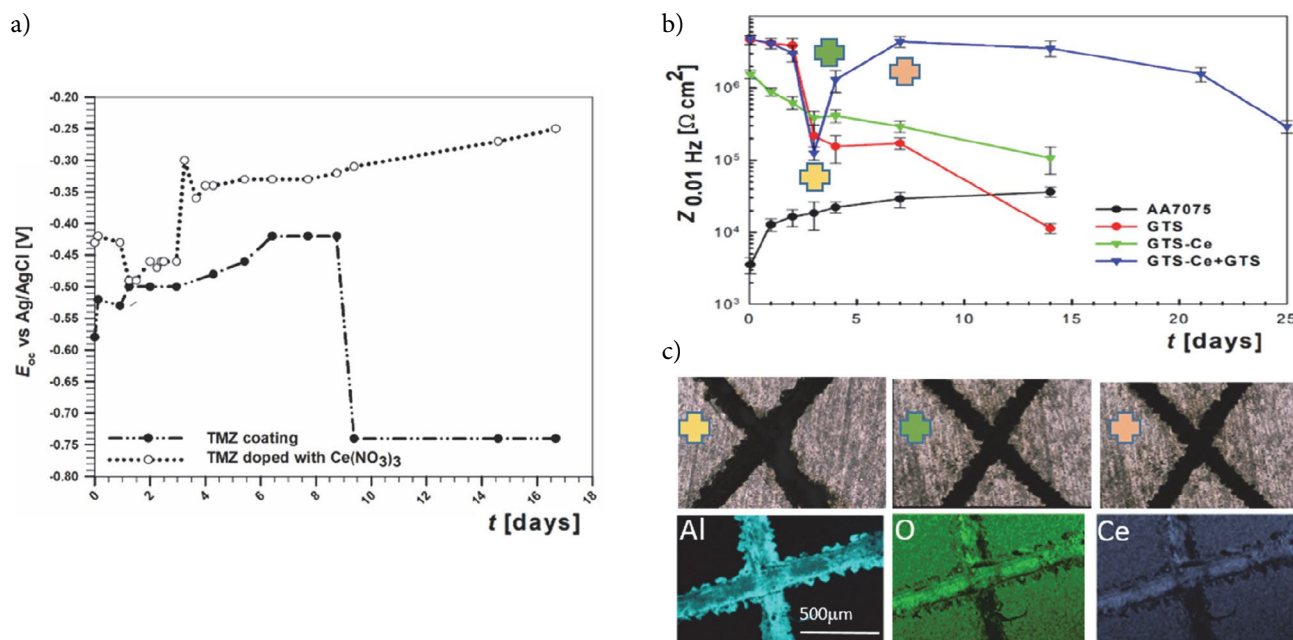 a)
-0.20
-0.25
-0.30
-0.35
-0.40
-0.45
-0.50
-0.55
-0.60
-0.65
-0.70
-0.75
-0.80
E_oc vs Ag/AgCl [V]
TMZ coating
TMZ doped with Ce(NO₃)₃
0 2 4 6 8 10 12 14 16 18
t [days]
b)
10⁶
10⁵
10⁴
10³
Z_0.01 Hz [Ω cm²]
AA7075
GTS
GTS-Ce
GTS-Ce+GTS
0 5 10 15 20 25
t [days]
c)
Al O Ce
500µm